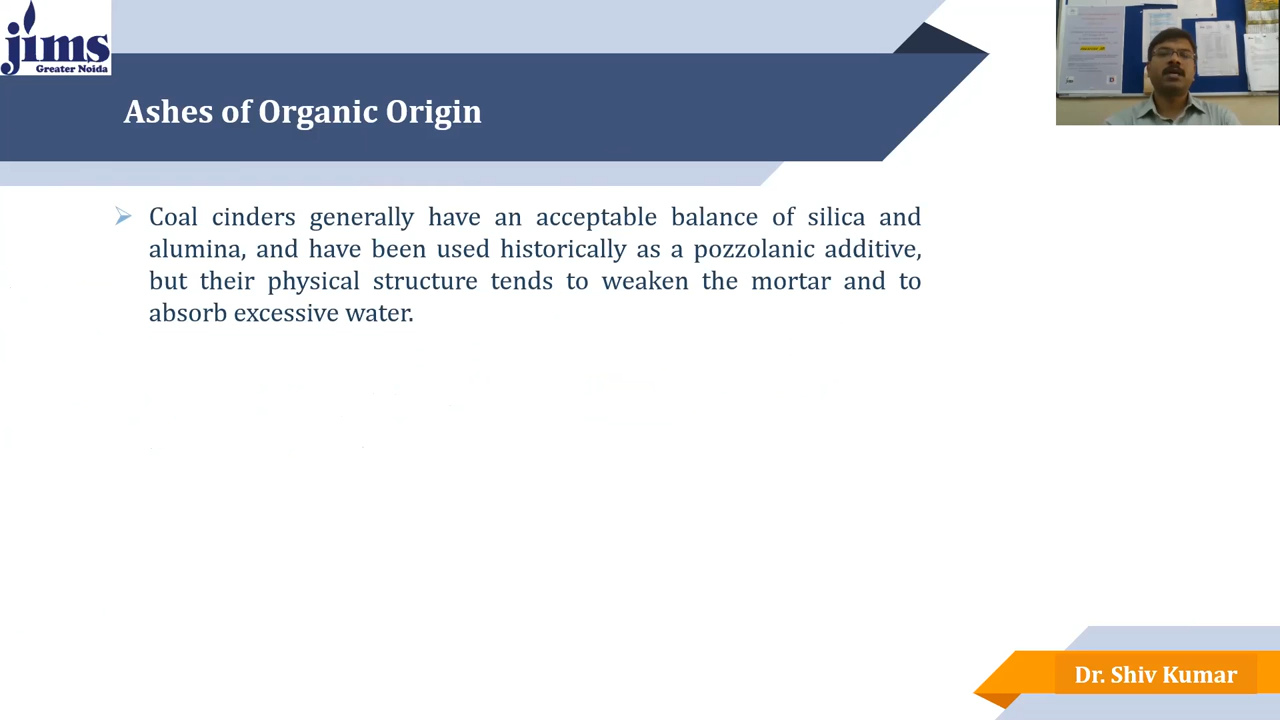 jims
Greater Noida
Ashes of Organic Origin
Coal cinders generally have an acceptable balance of silica and
alumina, and have been used historically as a pozzolanic additive,
but their physical structure tends to weaken the mortar and to
absorb excessive water.
Dr. Shiv Kumar